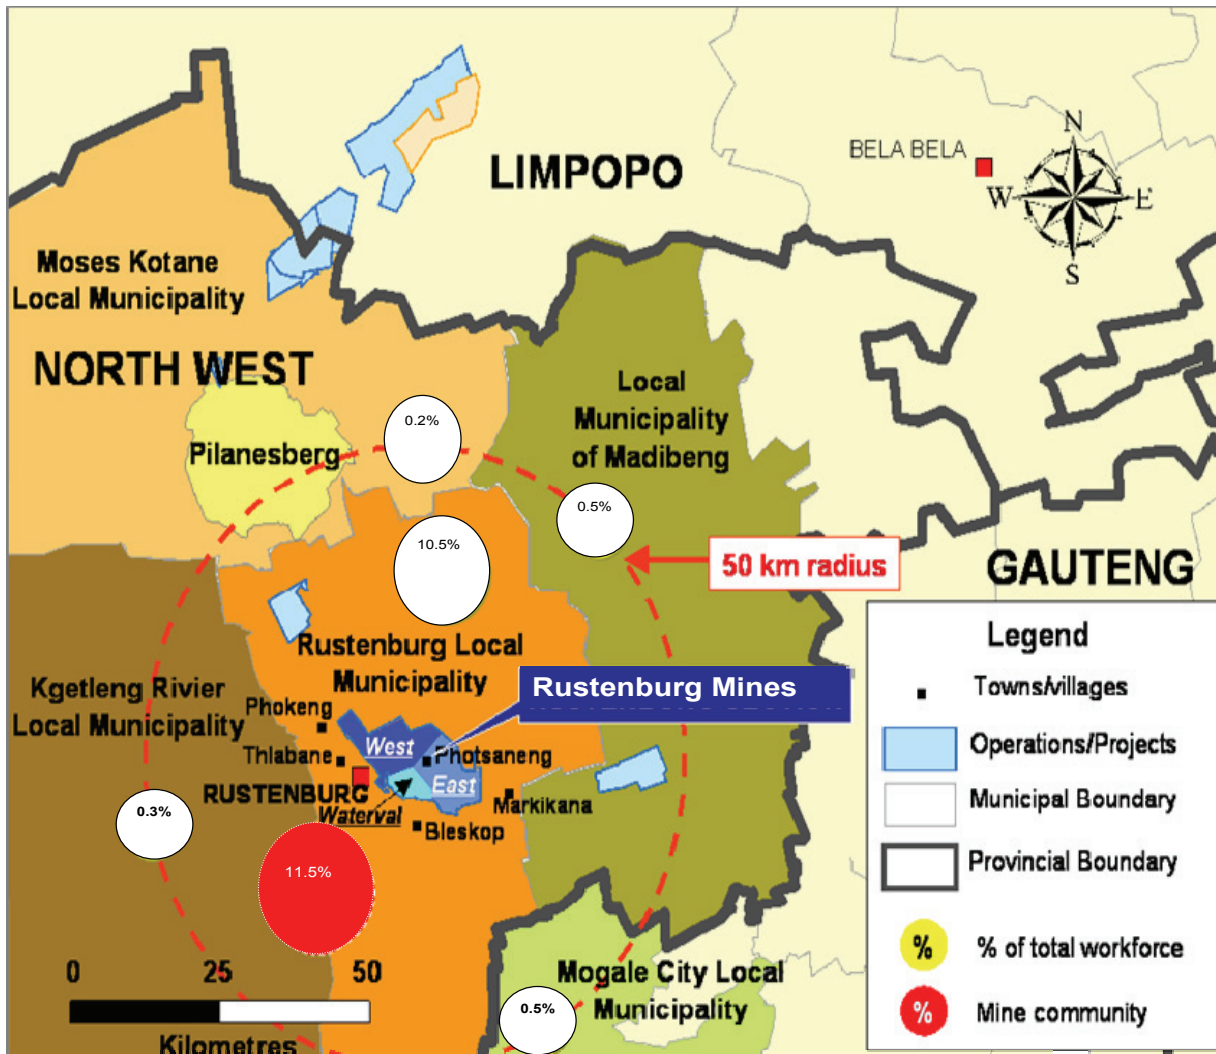 LIMPOPO
BELA BELA
N
W
E
S
Moses Kotane
Local Municipality
NORTH WEST
Pilanesberg
0.2%
Local
Municipality
of Madibeng
0.5%
10.5%
50 km radius
GAUTENG
Rustenburg Local
Municipality
Rustenburg Mines
Kgetleng Rivier
Local Municipality
Phokeng
Thlabane
West
Photsaneng
East
RUSTENBURG
Waterval
Markikana
Bleskop
0.3%
11.5%
Mogale City Local
Municipality
0.5%
0 25 50
Kilometres
Legend
Towns/villages
Operations/Projects
Municipal Boundary
Provincial Boundary
% % of total workforce
% Mine community